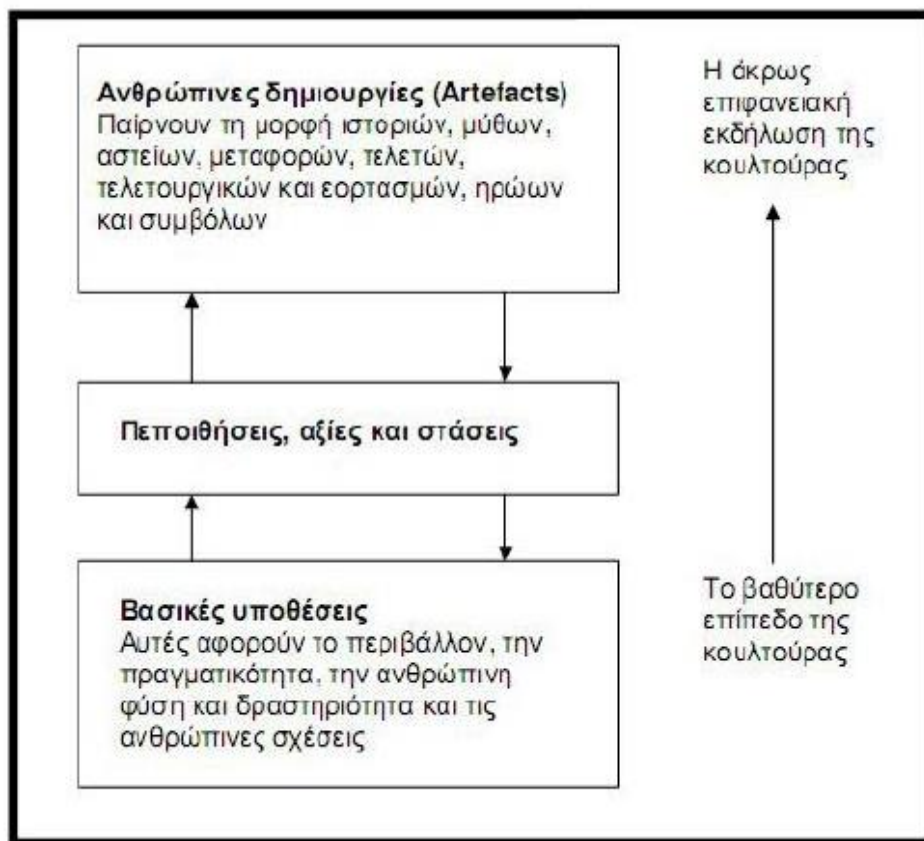 Ανθρώπινες δημιουργίες (Artefacts)
Παίρνουν τη μορφή ιστοριών, μύθων,
αστείων, μεταφορών, τελετών,
τελετουργικών και εορτασμών, ηρώων
και συμβόλων
Η άκρως
επιφανειακή
εκδήλωση της
κουλτούρας
Πεποιθήσεις, αξίες και στάσεις
Βασικές υποθέσεις
Αυτές αφορούν το περιβάλλον, την
πραγματικότητα, την ανθρώπινη
φύση και δραστηριότητα και τις
ανθρώπινες σχέσεις
Το βαθύτερο
επίπεδο της
κουλτούρας